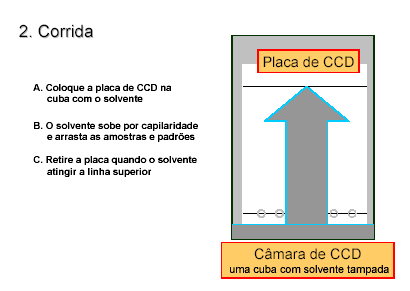 2. Corrida
A. Coloque a placa de CCD na
cuba com o solvente
B. O solvente sobe por capilaridade
e arrasta as amostras e padrões
C. Retire a placa quando o solvente
atingir a linha superior
Placa de CCD
Câmara de CCD
uma cuba com solvente tampada